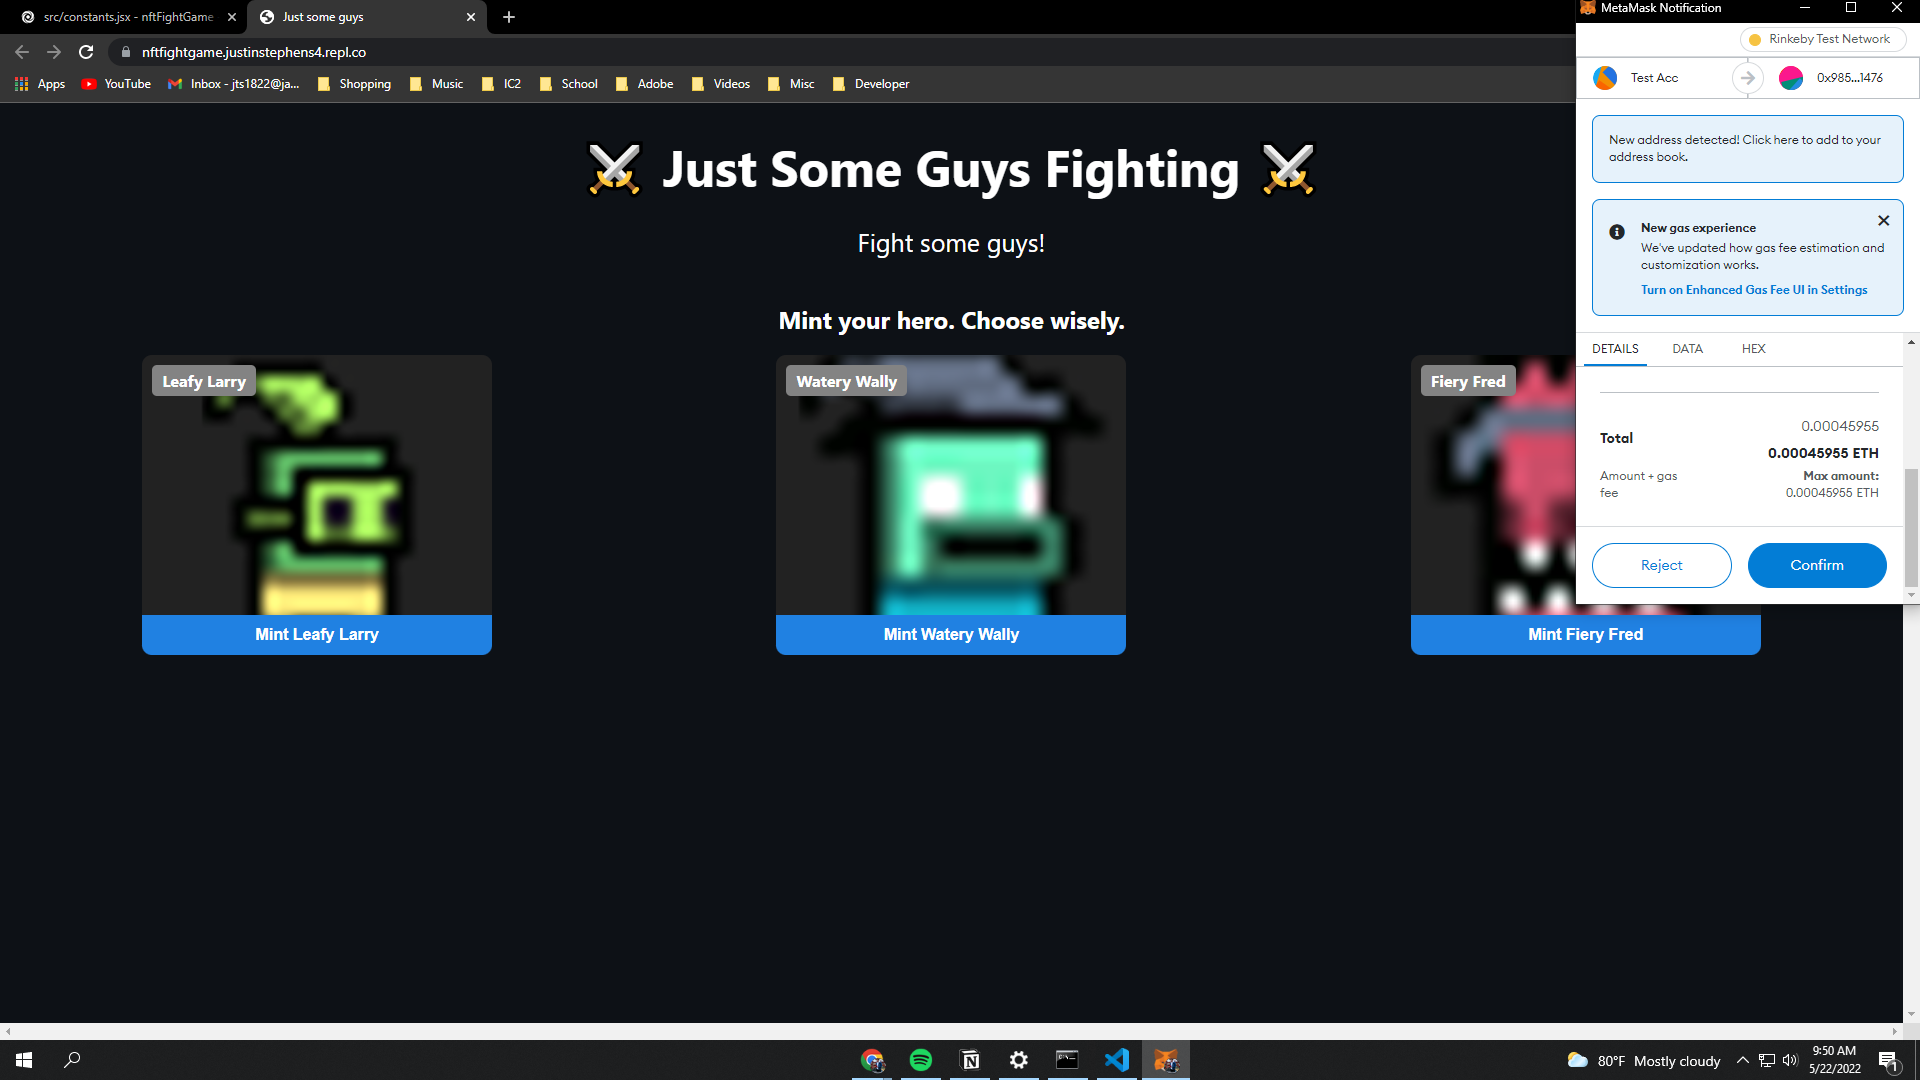 src/constants.jsx - nftFightGame
Just some guys
MetaMask Notification
nftfightgame.justinstephens4.repl.co
Rinkeby Test Network
Apps
YouTube
Inbox - jts1822@ja...
Shopping
Music
IC2
School
Adobe
Videos
Misc
Developer
Test Acc
0x985...1476
New address detected! Click here to add to your
address book.
New gas experience
We've updated how gas fee estimation and
customization works.
Turn on Enhanced Gas Fee UI in Settings
DETAILS
DATA
HEX
0.00045955
Total
0.00045955 ETH
Amount + gas
fee
Max amount:
0.00045955 ETH
Reject
Confirm
Just Some Guys Fighting
Fight some guys!
Mint your hero. Choose wisely.
Leafy Larry
Watery Wally
Fiery Fred
Mint Leafy Larry
Mint Watery Wally
Mint Fiery Fred
80°F Mostly cloudy
9:50 AM
5/22/2022
1